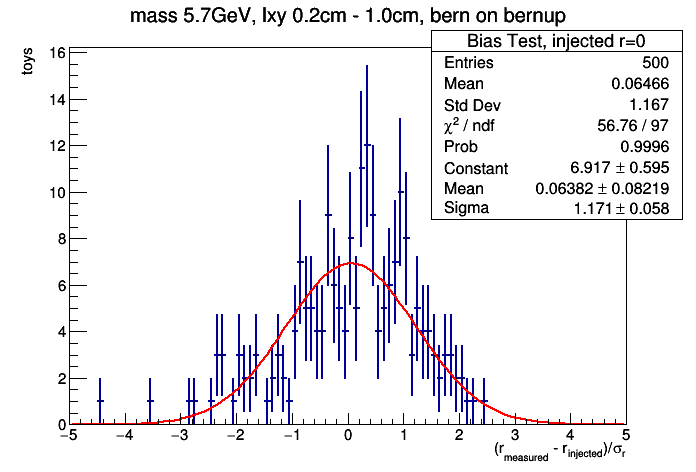 mass 5.7GeV, lxy 0.2cm - 1.0cm, bern on bernup
toys
Bias Test, injected r=0
Entries 500
Mean 0.06466
Std Dev 1.167
χ² / ndf 56.76 / 97
Prob 0.9996
Constant 6.917 ± 0.595
Mean 0.06382 ± 0.08219
Sigma 1.171 ± 0.058
16
14
12
10
8
6
4
2
0
−5 −4 −3 −2 −1 0 1 2 3 4 5
(r_measured - r_injected)/σ_r